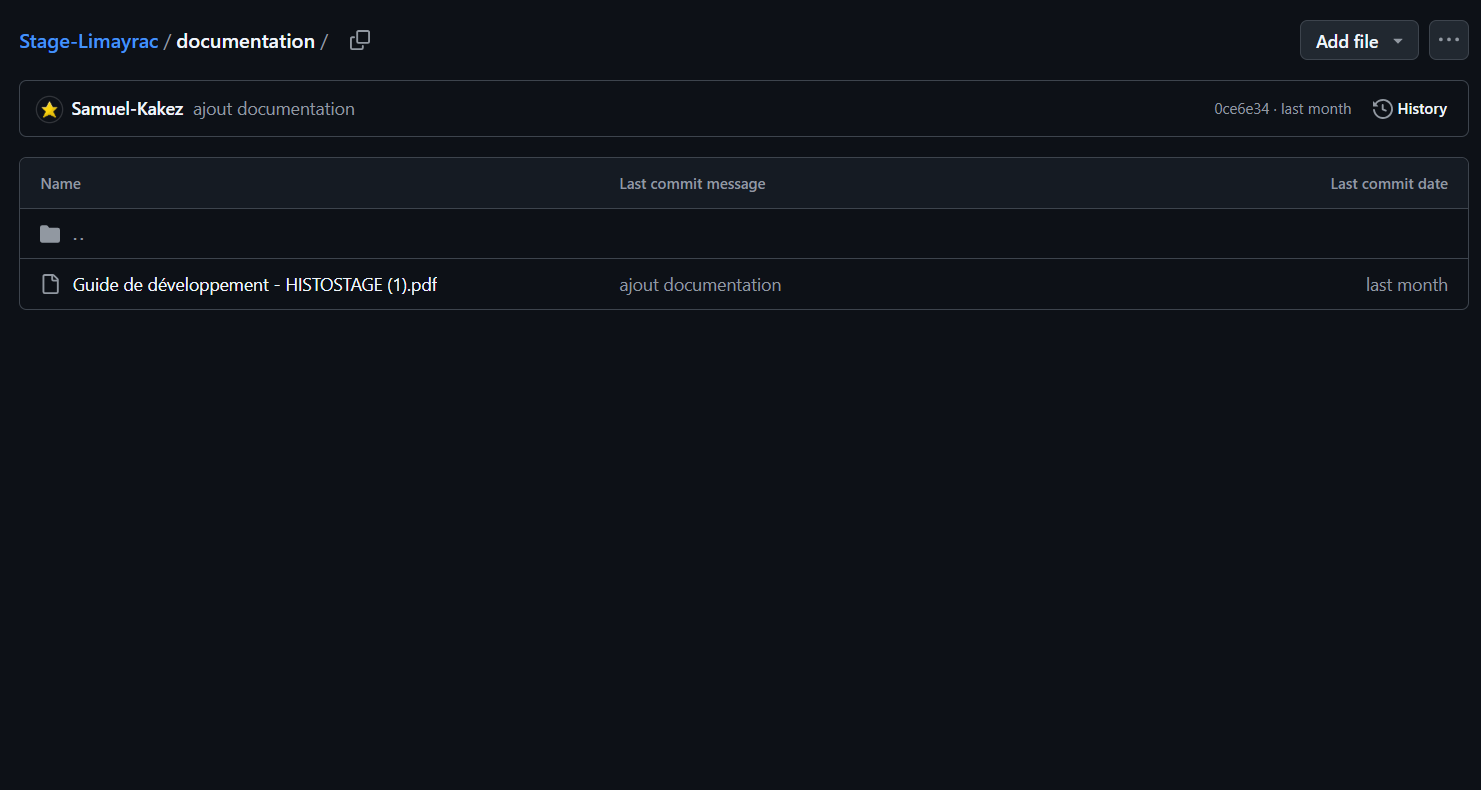 Stage-Limayrac / documentation /
Add file
Samuel-Kakez ajout documentation
0ce6e34 · last month
History
Name Last commit message Last commit date
..
Guide de développement - HISTOSTAGE (1).pdf ajout documentation last month